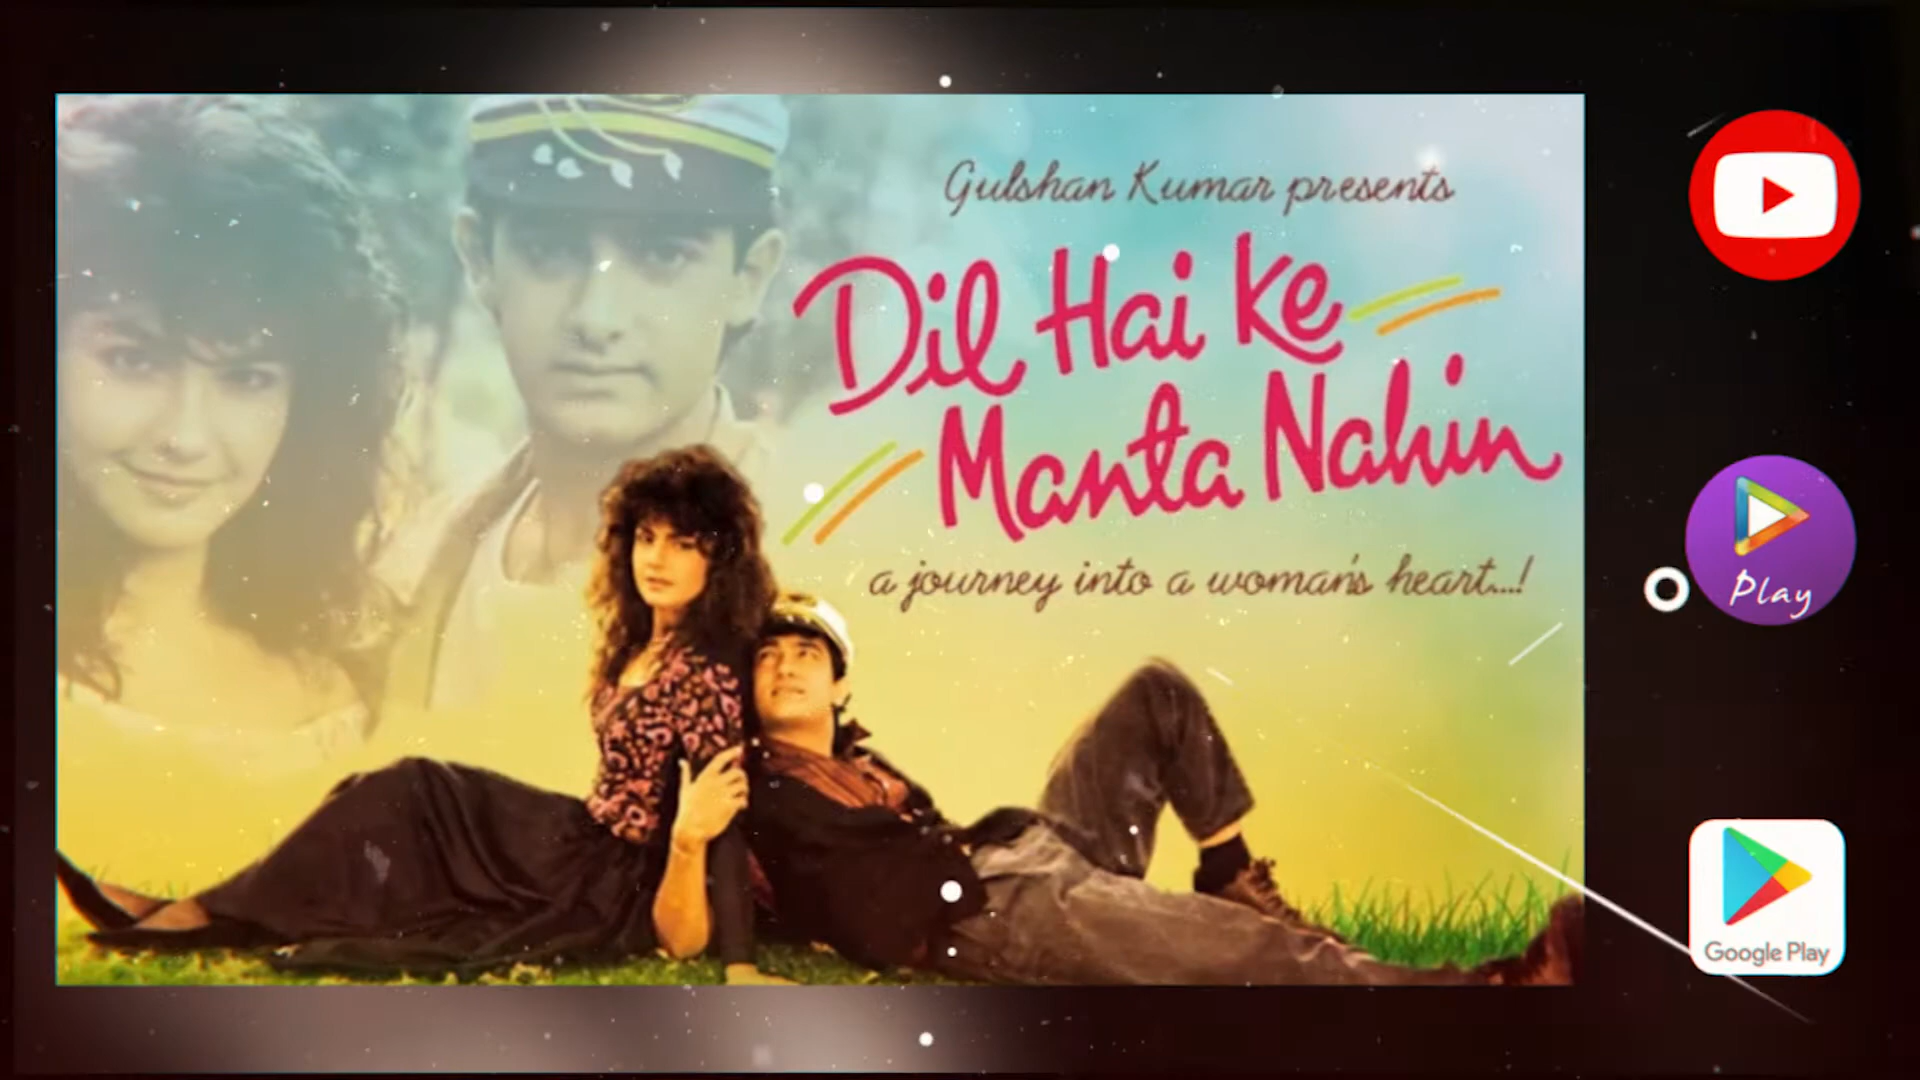 Gulshan Kumar presents
Dil Hai Ke
Manta Nahin
a journey into a woman's heart...!
Play
Google Play